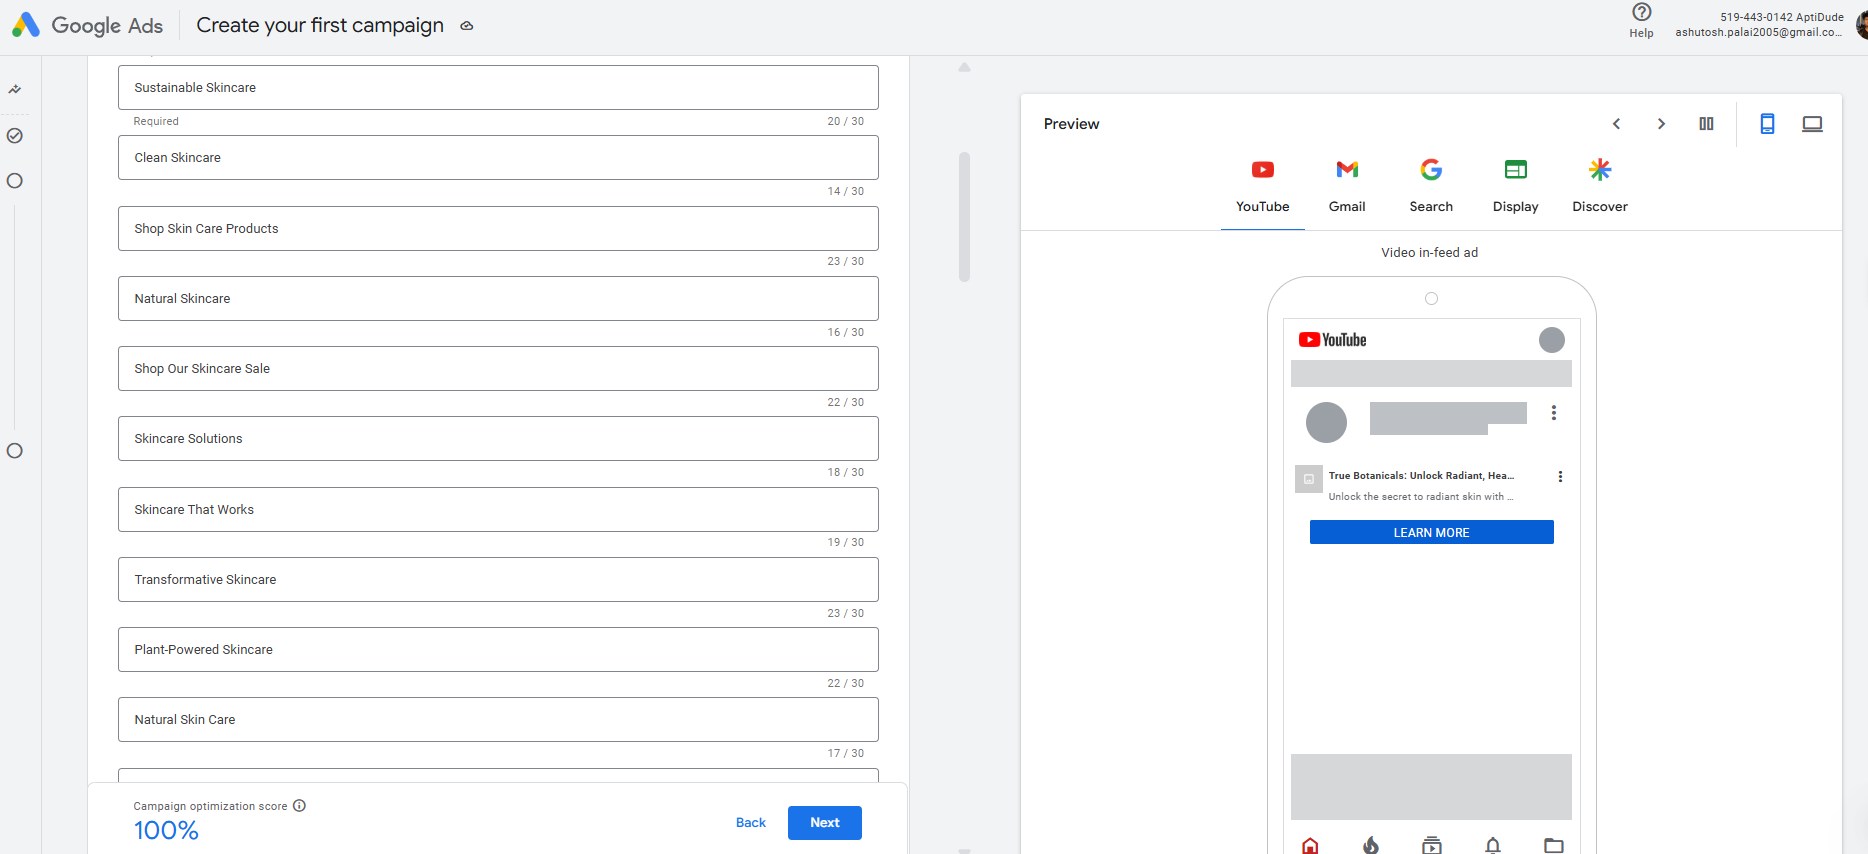 Google Ads
Create your first campaign
Help
519-443-0142 AptiDude
ashutosh.palai2005@gmail.co...
Sustainable Skincare
Required
20 / 30
Clean Skincare
14 / 30
Shop Skin Care Products
23 / 30
Natural Skincare
16 / 30
Shop Our Skincare Sale
22 / 30
Skincare Solutions
18 / 30
Skincare That Works
19 / 30
Transformative Skincare
23 / 30
Plant-Powered Skincare
22 / 30
Natural Skin Care
17 / 30
Campaign optimization score
100%
Back
Next
Preview
YouTube
Gmail
Search
Display
Discover
Video in-feed ad
YouTube
True Botanicals: Unlock Radiant, Hea...
Unlock the secret to radiant skin with ...
LEARN MORE